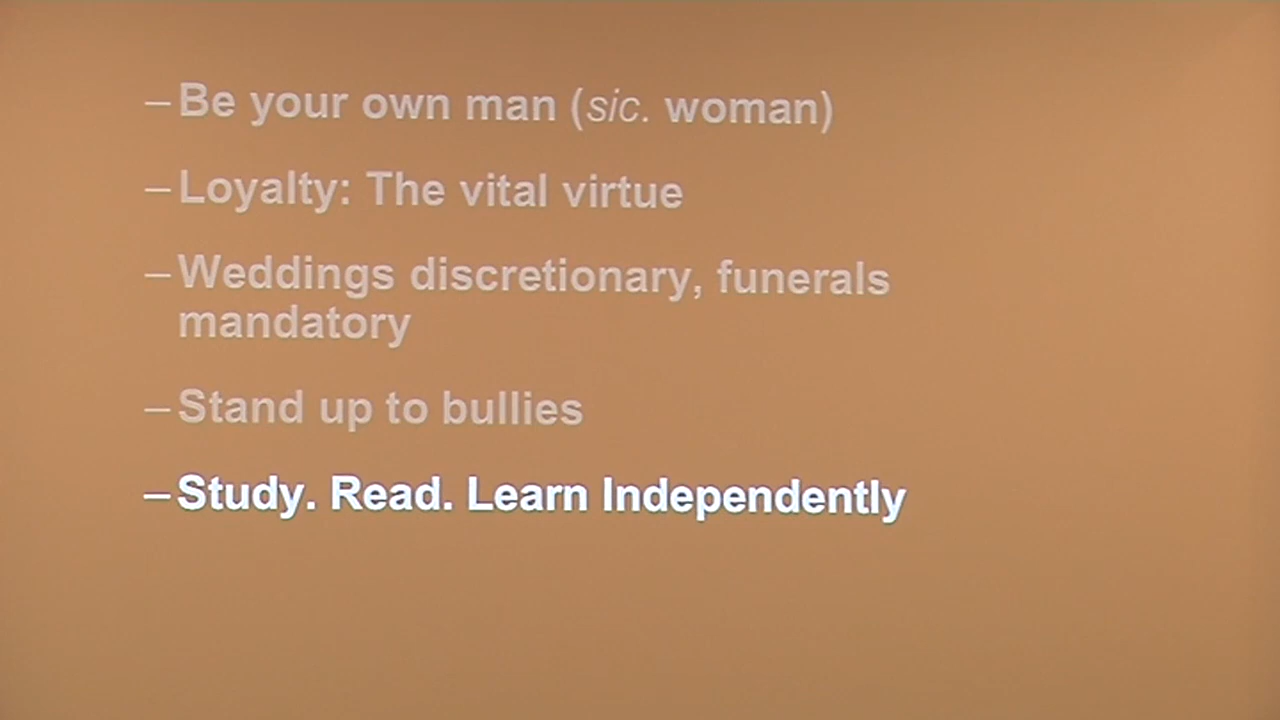 – Be your own man (sic. woman)
– Loyalty: The vital virtue
– Weddings discretionary, funerals
mandatory
– Stand up to bullies
– Study. Read. Learn Independently